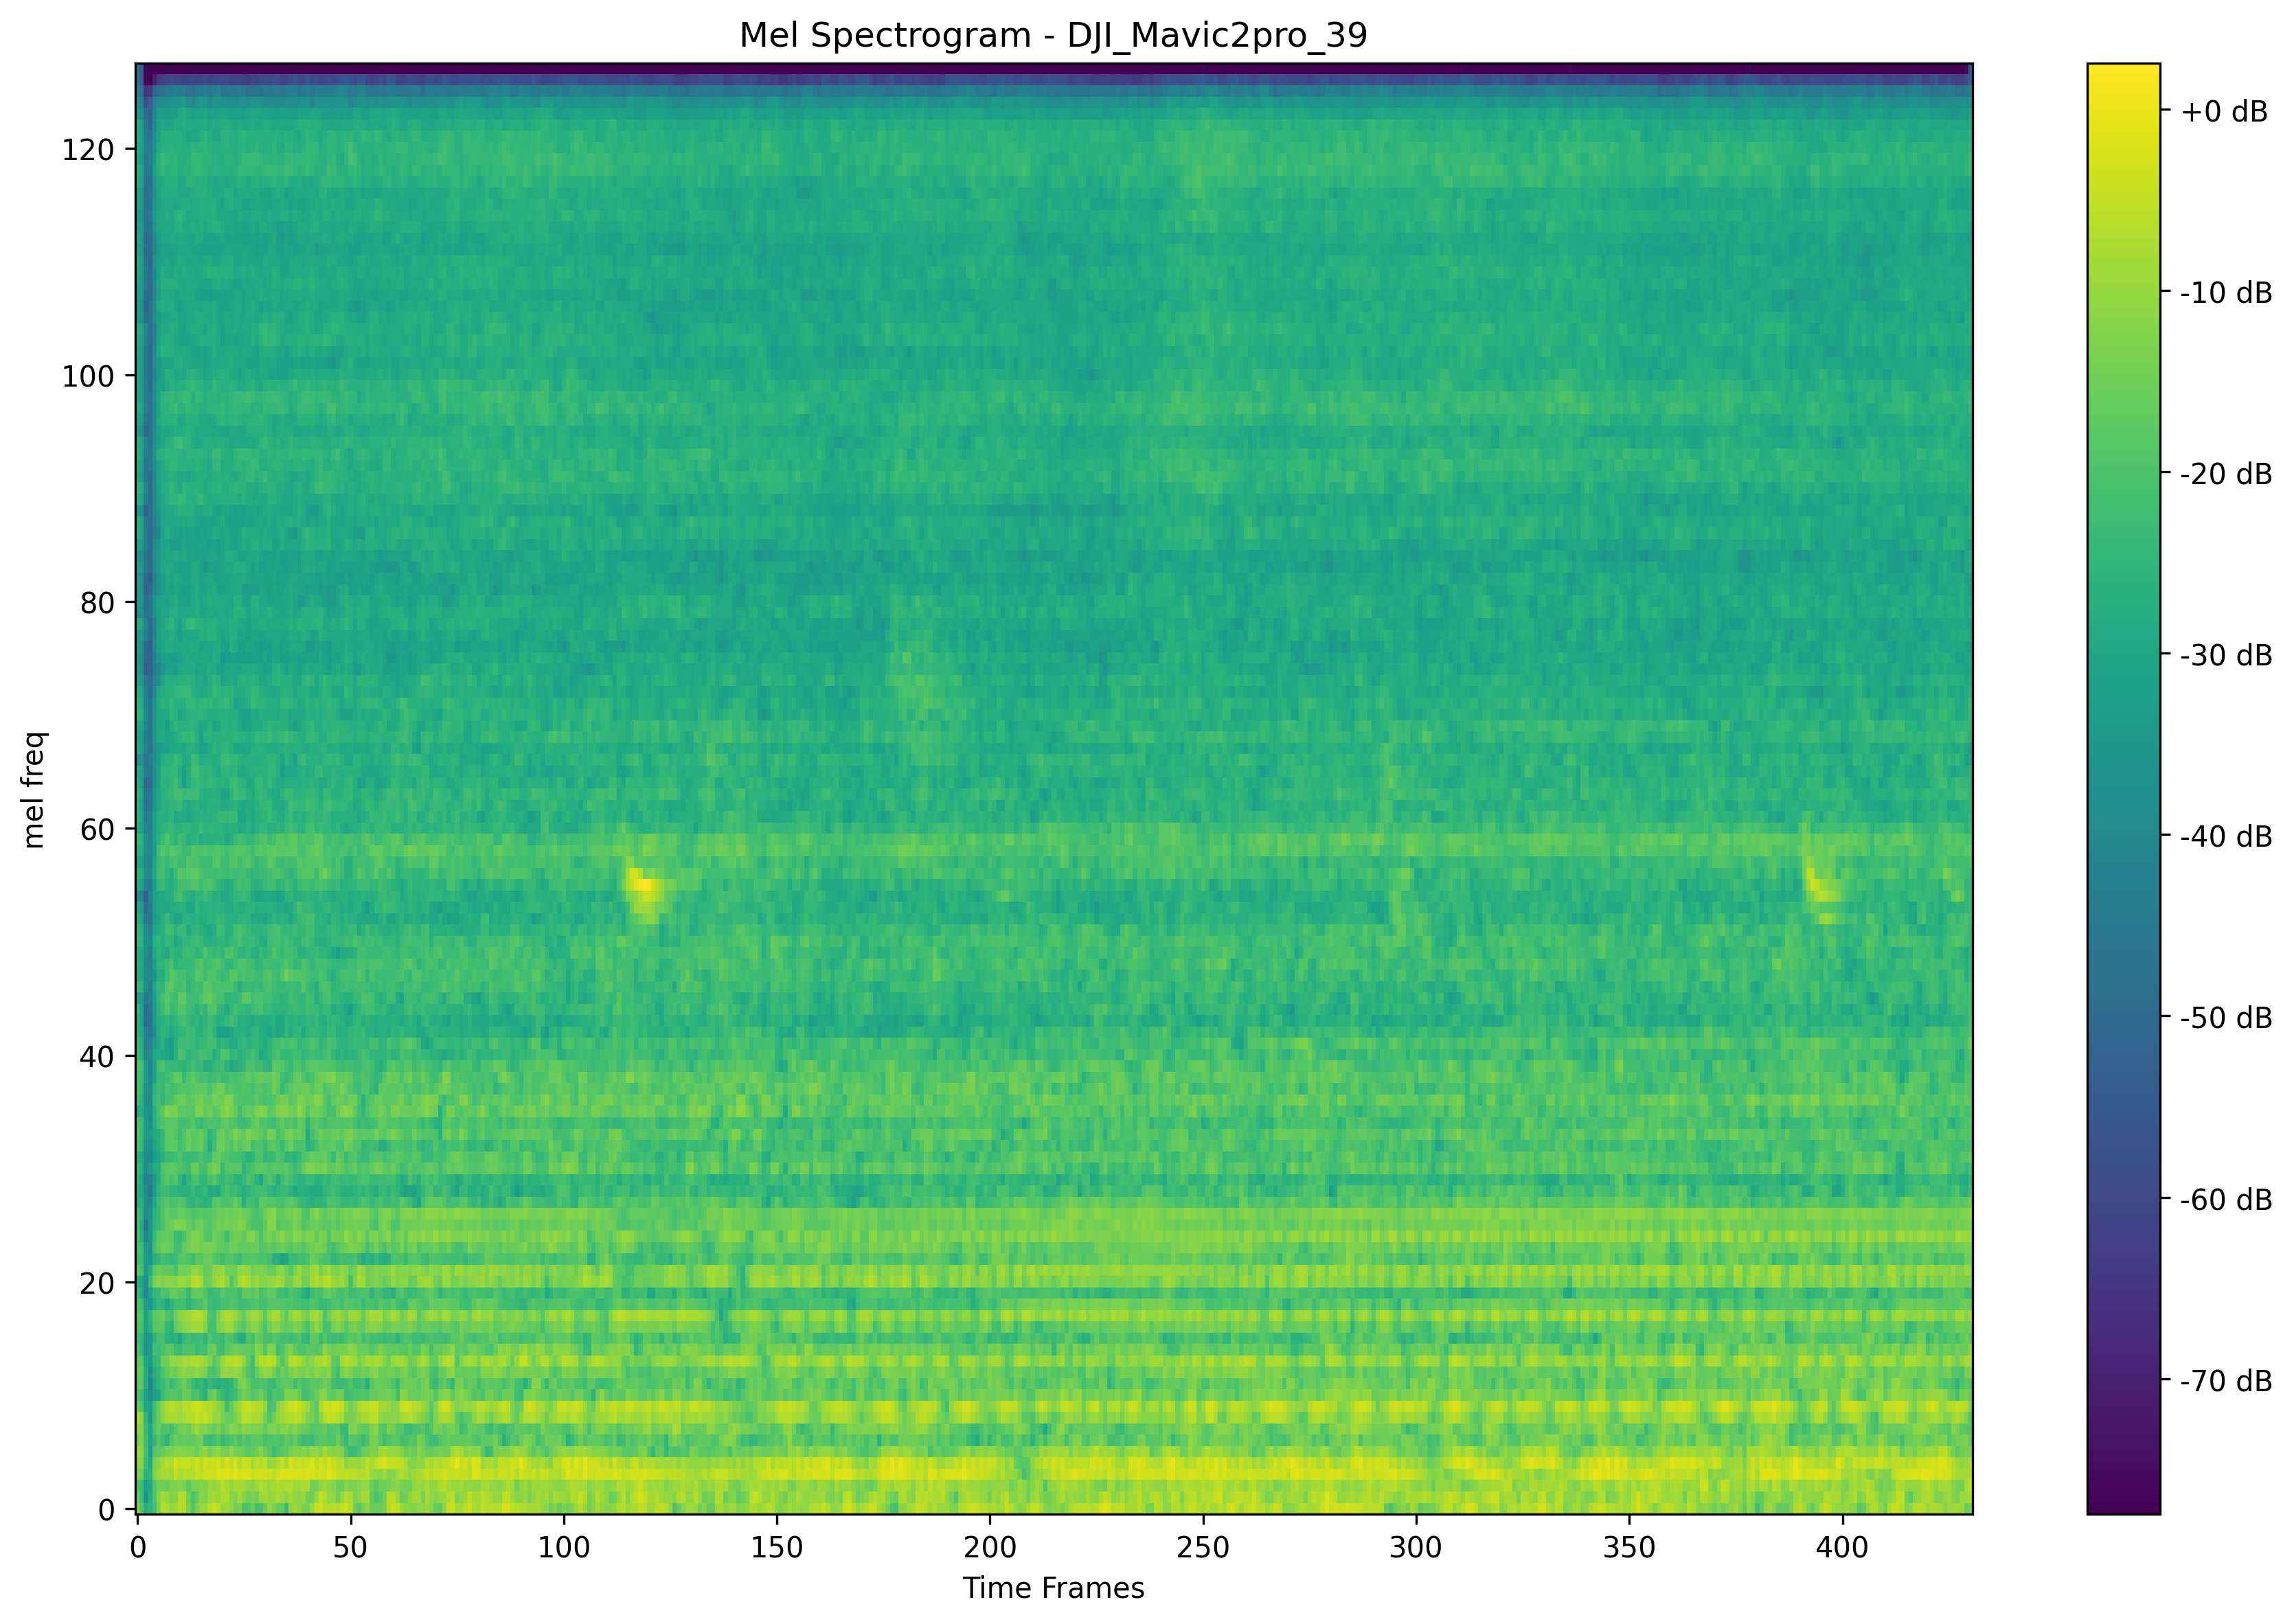 Mel Spectrogram - DJI_Mavic2pro_39
mel freq
120
100
80
60
40
20
0
0 50 100 150 200 250 300 350 400
Time Frames
+0 dB
-10 dB
-20 dB
-30 dB
-40 dB
-50 dB
-60 dB
-70 dB